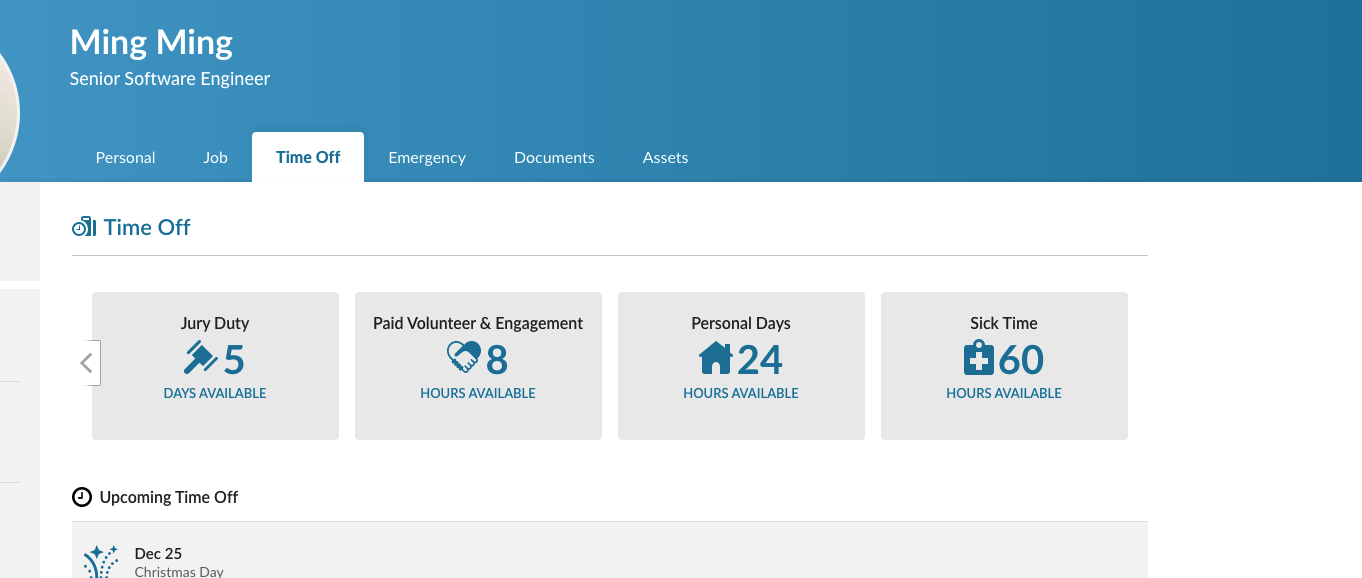 Ming Ming
Senior Software Engineer
Personal Job Time Off Emergency Documents Assets
Time Off
Jury Duty
5
DAYS AVAILABLE
Paid Volunteer & Engagement
8
HOURS AVAILABLE
Personal Days
24
HOURS AVAILABLE
Sick Time
60
HOURS AVAILABLE
Upcoming Time Off
Dec 25
Christmas Day